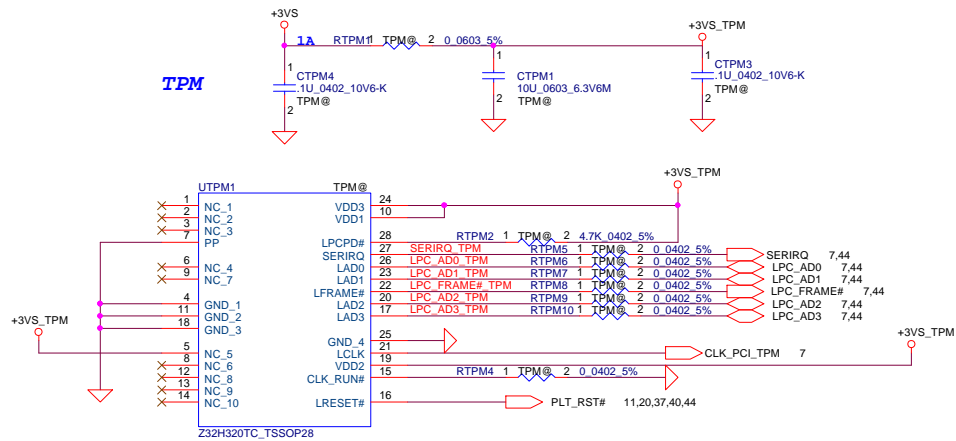 +3VS
+3VS_TPM
1A RTPM1 1 TPM@ 2 0_0603_5%
TPM
1
CTPM4
.1U_0402_10V6-K
TPM@
2
1
CTPM1
10U_0603_6.3V6M
TPM@
2
1
CTPM3
.1U_0402_10V6-K
TPM@
2
+3VS_TPM
UTPM1 TPM@
1 NC_1
2 NC_2
3 NC_3
7 PP
6 NC_4
9 NC_7
4 GND_1
11 GND_2
18 GND_3
+3VS_TPM
5 NC_5
8 NC_6
12 NC_8
13 NC_9
14 NC_10
VDD3 24
VDD1 10
LPCPD# 28 RTPM2 1 TPM@ 2 4.7K_0402_5%
SERIRQ 27 SERIRQ_TPM RTPM5 1 TPM@ 2 0_0402_5% SERIRQ 7,44
LAD0 26 LPC_AD0_TPM RTPM6 1 TPM@ 2 0_0402_5% LPC_AD0 7,44
LAD1 23 LPC_AD1_TPM RTPM7 1 TPM@ 2 0_0402_5% LPC_AD1 7,44
LFRAME# 22 LPC_FRAME#_TPM RTPM8 1 TPM@ 2 0_0402_5% LPC_FRAME# 7,44
LAD2 20 LPC_AD2_TPM RTPM9 1 TPM@ 2 0_0402_5% LPC_AD2 7,44
LAD3 17 LPC_AD3_TPM RTPM10 1 TPM@ 2 0_0402_5% LPC_AD3 7,44
+3VS_TPM
GND_4 25
LCLK 21 CLK_PCI_TPM 7
VDD2 19
CLK_RUN# 15 RTPM4 1 TPM@ 2 0_0402_5%
LRESET# 16 PLT_RST# 11,20,37,40,44
Z32H320TC_TSSOP28